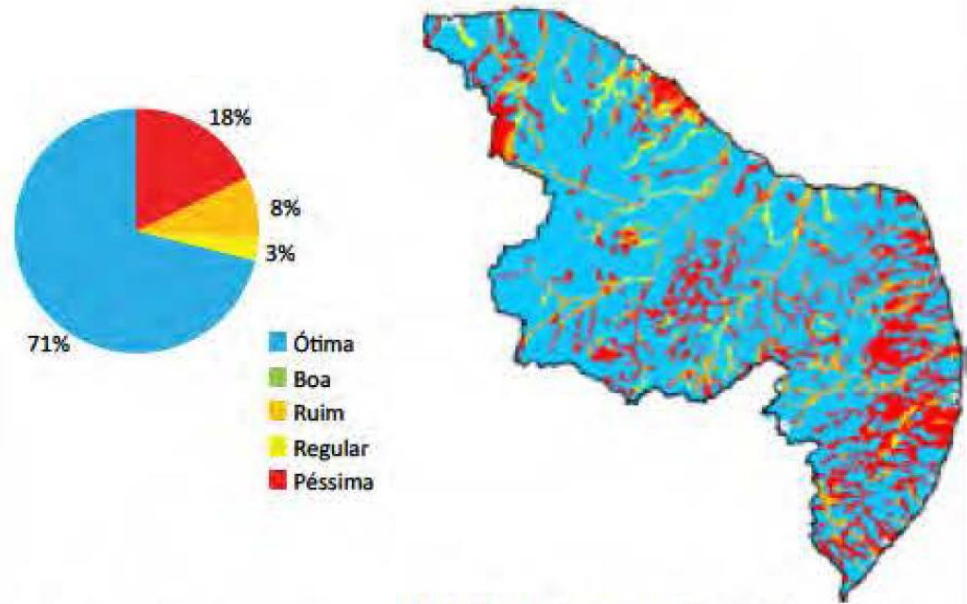 18%
8%
3%
71%
Ótima
Boa
Ruim
Regular
Péssima